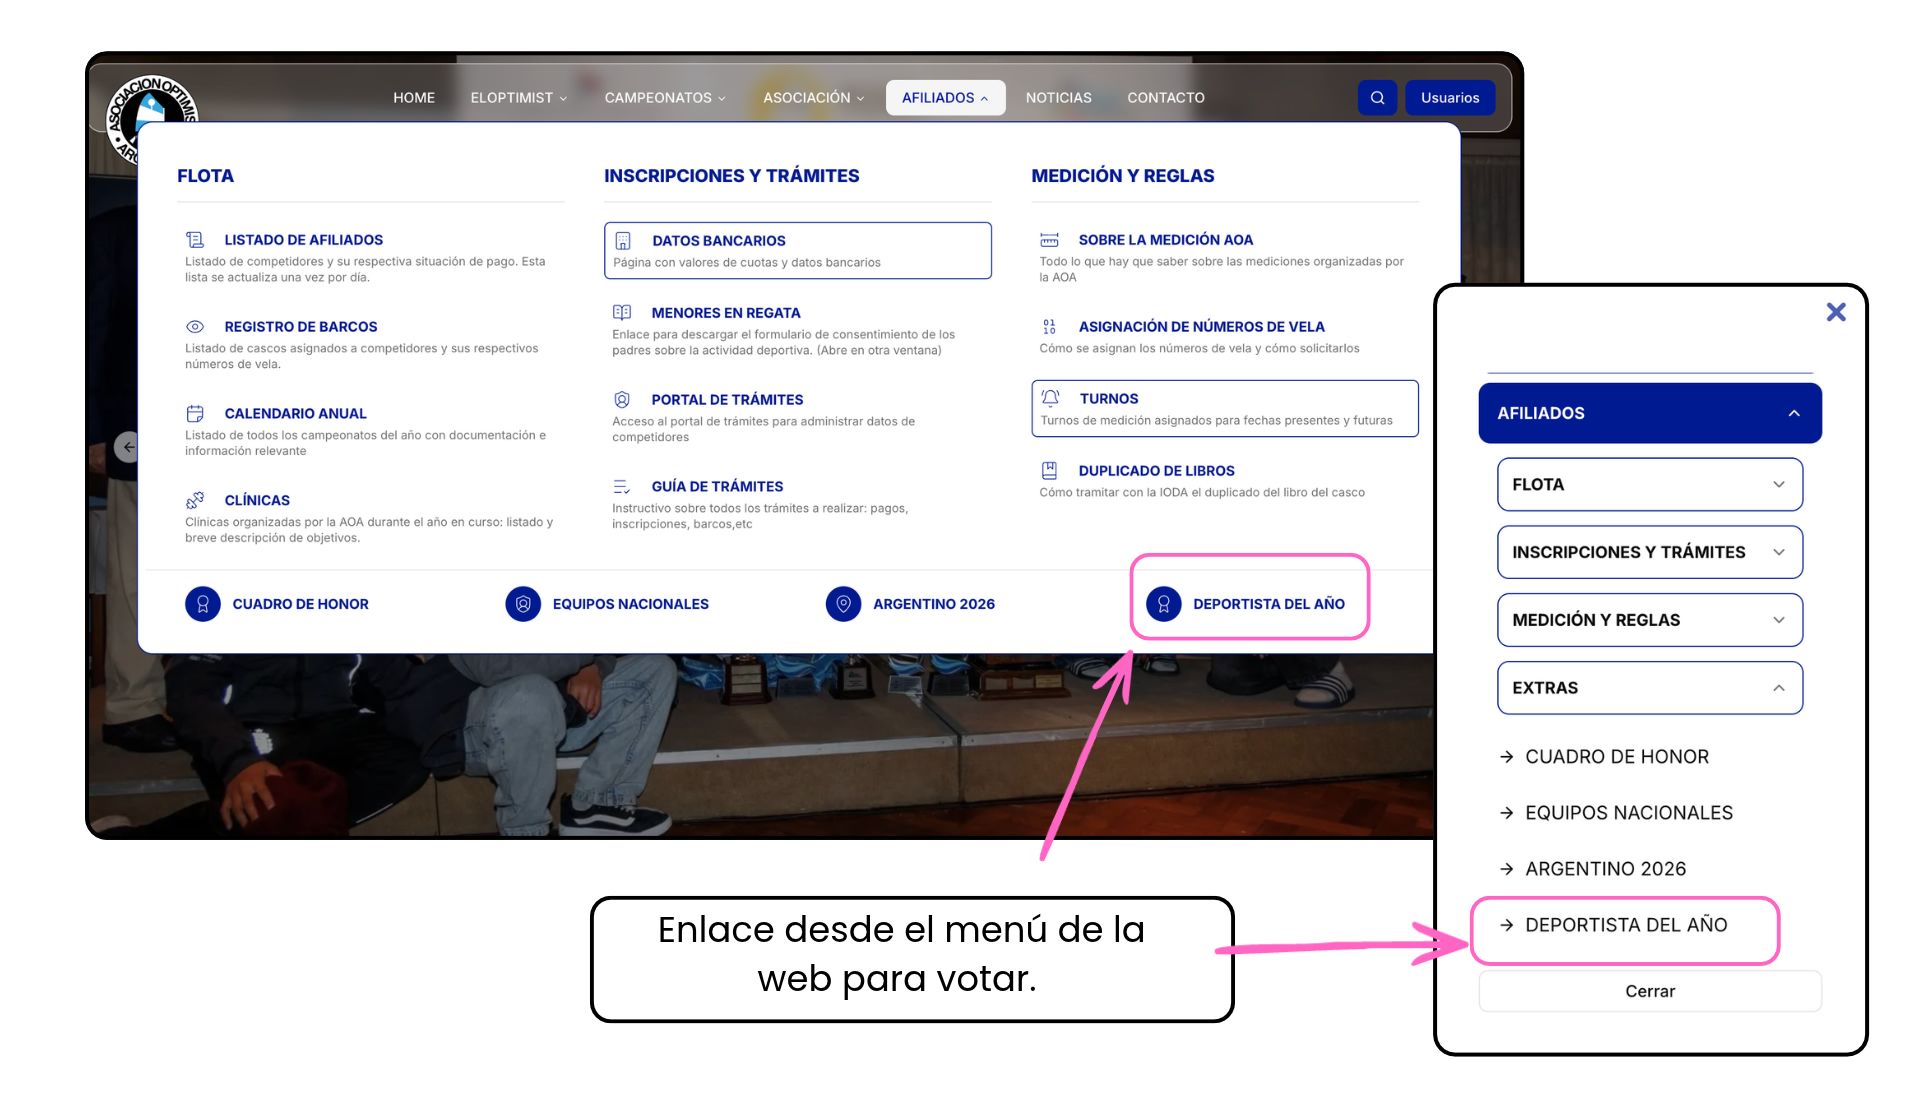 ASOCIACION OPTIMIS
HOME ELOPTIMIST CAMPEONATOS ASOCIACIÓN AFILIADOS NOTICIAS CONTACTO Usuarios
FLOTA
LISTADO DE AFILIADOS
Listado de competidores y su respectiva situación de pago. Esta
lista se actualiza una vez por día.
REGISTRO DE BARCOS
Listado de cascos asignados a competidores y sus respectivos
números de vela.
CALENDARIO ANUAL
Listado de todos los campeonatos del año con documentación e
información relevante
CLÍNICAS
Clínicas organizadas por la AOA durante el año en curso: listado y
breve descripción de objetivos.
INSCRIPCIONES Y TRÁMITES
DATOS BANCARIOS
Página con valores de cuotas y datos bancarios
MENORES EN REGATA
Enlace para descargar el formulario de consentimiento de los
padres sobre la actividad deportiva. (Abre en otra ventana)
PORTAL DE TRÁMITES
Acceso al portal de trámites para administrar datos de
competidores
GUÍA DE TRÁMITES
Instructivo sobre todos los trámites a realizar: pagos,
inscripciones, barcos,etc
MEDICIÓN Y REGLAS
SOBRE LA MEDICIÓN AOA
Todo lo que hay que saber sobre las mediciones organizadas por
la AOA
ASIGNACIÓN DE NÚMEROS DE VELA
Cómo se asignan los números de vela y cómo solicitarlos
TURNOS
Turnos de medición asignados para fechas presentes y futuras
DUPLICADO DE LIBROS
Cómo tramitar con la IODA el duplicado del libro del casco
CUADRO DE HONOR
EQUIPOS NACIONALES
ARGENTINO 2026
DEPORTISTA DEL AÑO
AFILIADOS
FLOTA
INSCRIPCIONES Y TRÁMITES
MEDICIÓN Y REGLAS
EXTRAS
→ CUADRO DE HONOR
→ EQUIPOS NACIONALES
→ ARGENTINO 2026
→ DEPORTISTA DEL AÑO
Cerrar
Enlace desde el menú de la
web para votar.